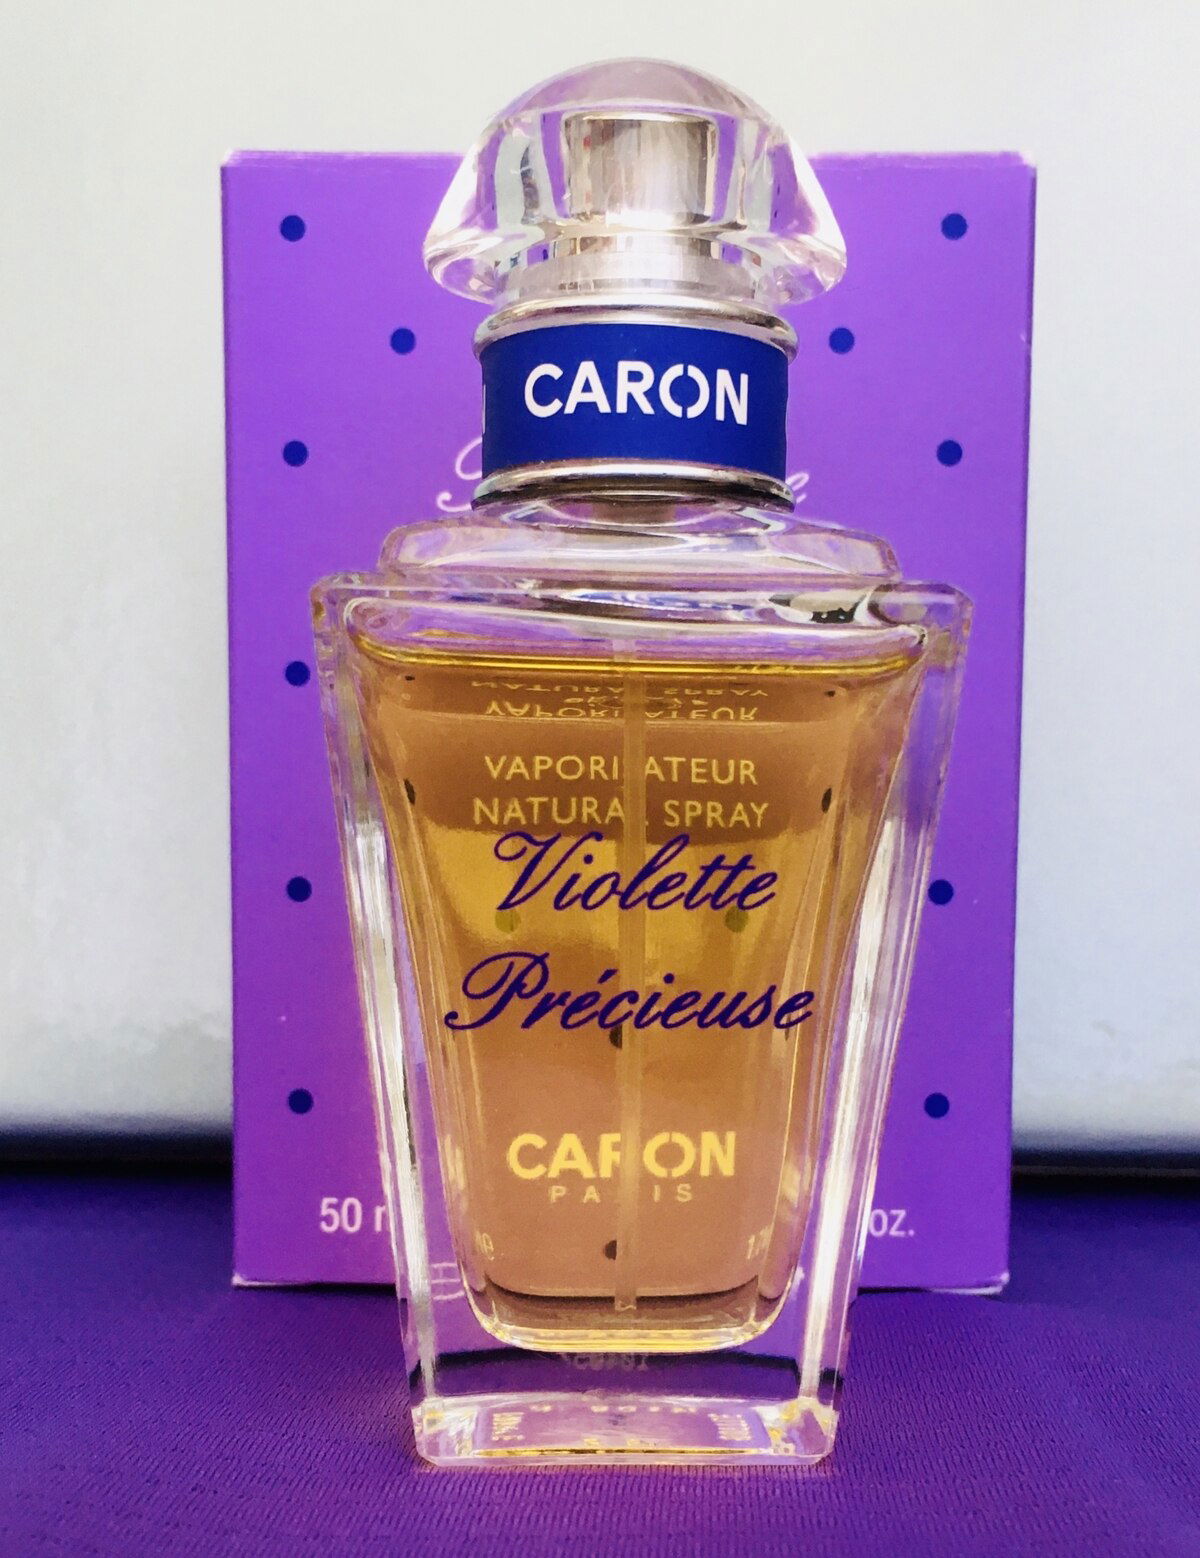 CARON
VAPORISATEUR
NATURAL SPRAY
Violette
Précieuse
CARON
PARIS
50
oz.